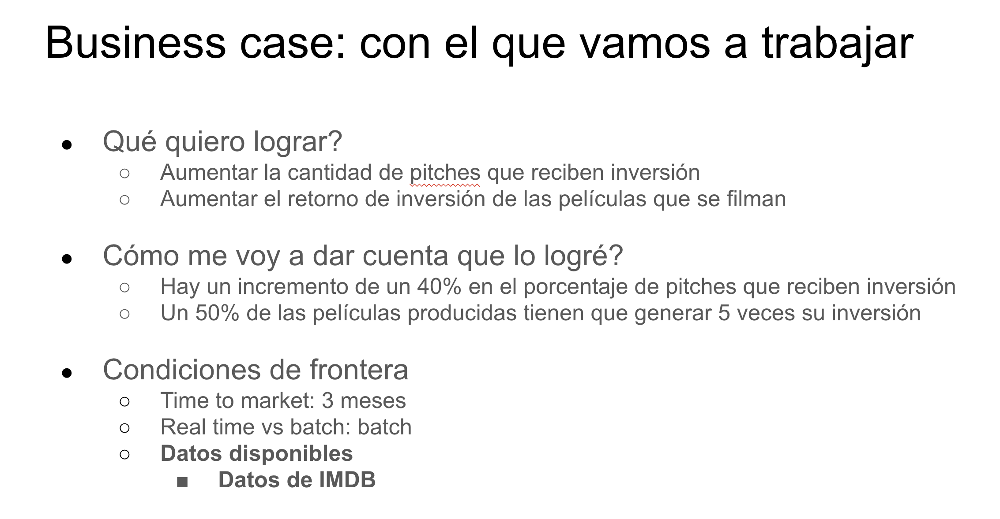 Business case: con el que vamos a trabajar
● Qué quiero lograr?
○ Aumentar la cantidad de pitches que reciben inversión
○ Aumentar el retorno de inversión de las películas que se filman
● Cómo me voy a dar cuenta que lo logré?
○ Hay un incremento de un 40% en el porcentaje de pitches que reciben inversión
○ Un 50% de las películas producidas tienen que generar 5 veces su inversión
● Condiciones de frontera
○ Time to market: 3 meses
○ Real time vs batch: batch
○ Datos disponibles
■ Datos de IMDB